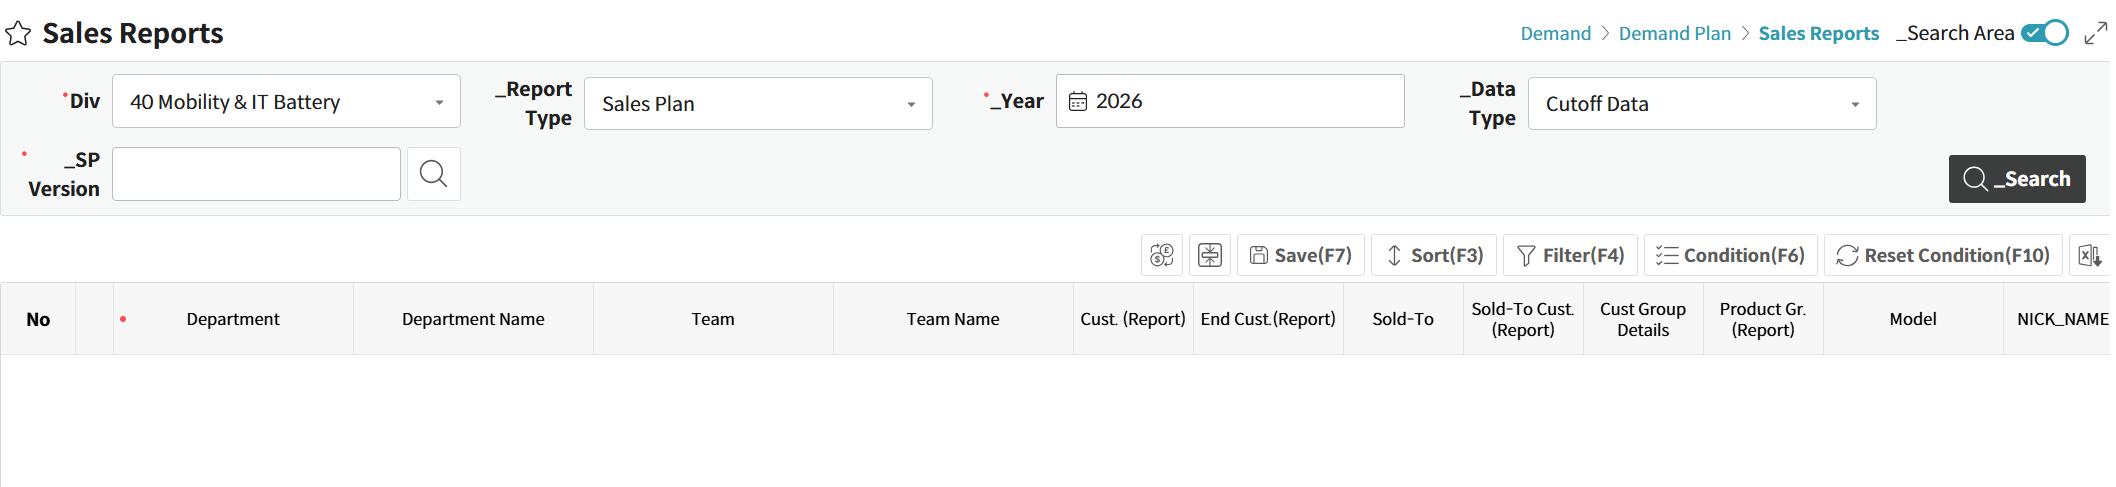 Sales Reports
Demand > Demand Plan > Sales Reports _Search Area
Div 40 Mobility & IT Battery
_Report Type Sales Plan
_Year 2026
_Data Type Cutoff Data
_SP Version
_Search
Save(F7) Sort(F3) Filter(F4) Condition(F6) Reset Condition(F10)
No Department Department Name Team Team Name Cust. (Report) End Cust.(Report) Sold-To Sold-To Cust. (Report) Cust Group Details Product Gr. (Report) Model NICK_NAME